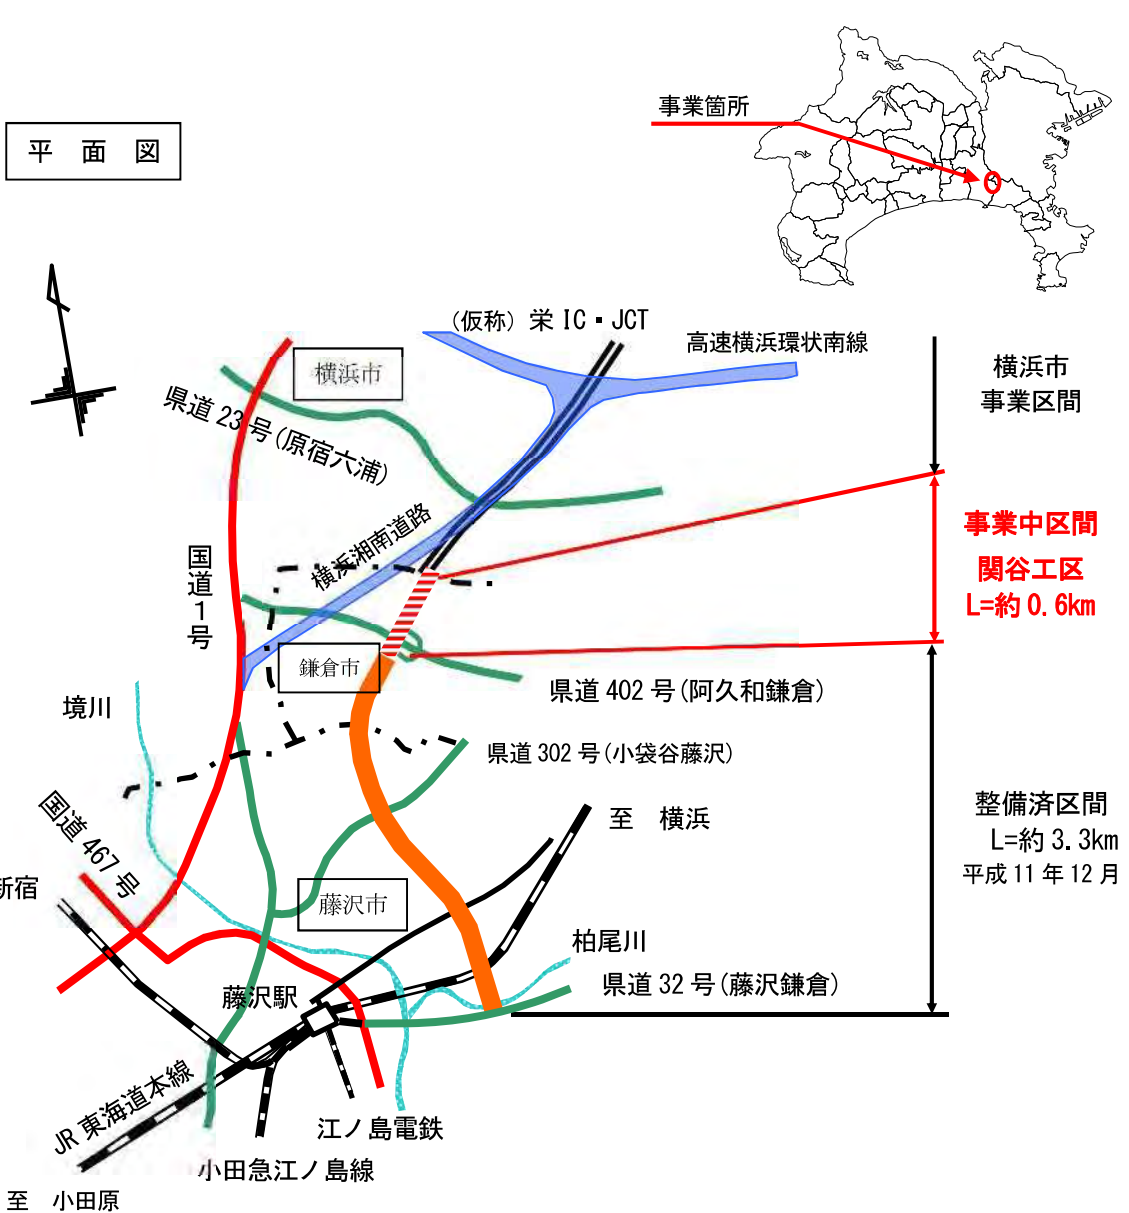 事業箇所
平 面 図
(仮称) 栄 IC・JCT
高速横浜環状南線
横浜市
事業区間
横浜市
県道 23 号(原宿六浦)
事業中区間
関谷工区
L=約 0.6km
横浜湘南道路
国道1号
鎌倉市
県道 402 号(阿久和鎌倉)
境川
県道 302 号(小袋谷藤沢)
国道 467 号
至 横浜
整備済区間
L=約 3.3km
平成 11 年 12 月
新宿
藤沢市
柏尾川
藤沢駅
県道 32 号(藤沢鎌倉)
JR 東海道本線
江ノ島電鉄
小田急江ノ島線
至 小田原